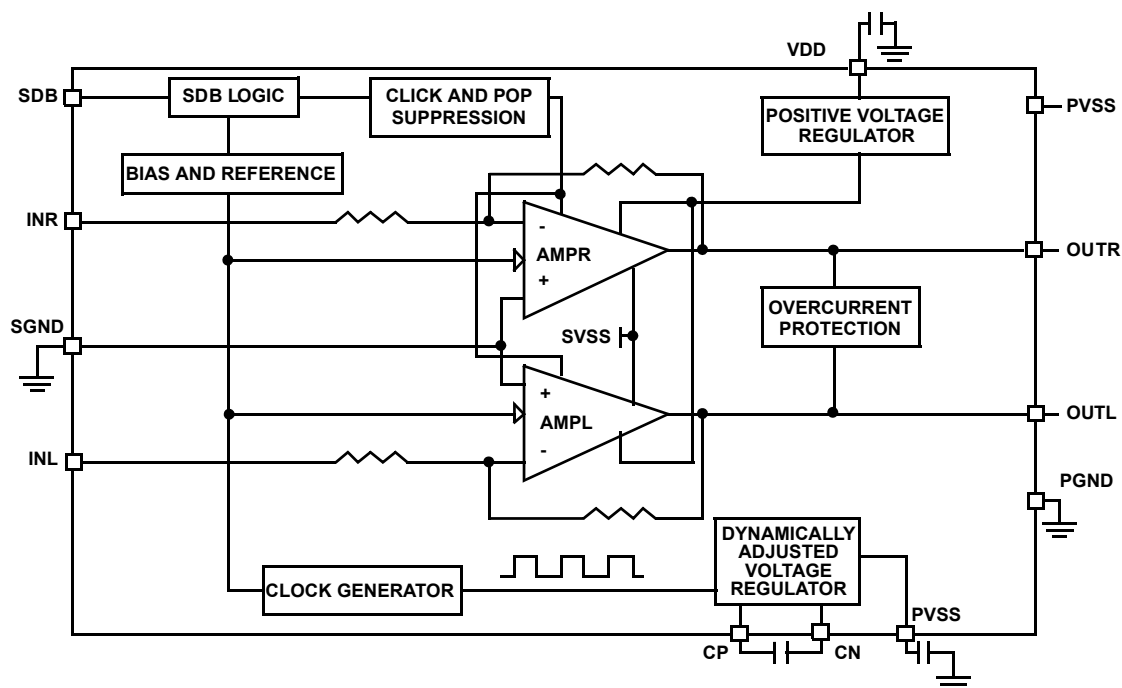 VDD
SDB
SDB LOGIC
CLICK AND POP
SUPPRESSION
POSITIVE VOLTAGE
REGULATOR
PVSS
BIAS AND REFERENCE
INR
-
AMPR
+
OUTR
SGND
SVSS
OVERCURRENT
PROTECTION
+
AMPL
-
OUTL
INL
PGND
DYNAMICALLY
ADJUSTED
VOLTAGE
REGULATOR
CLOCK GENERATOR
PVSS
CP
CN